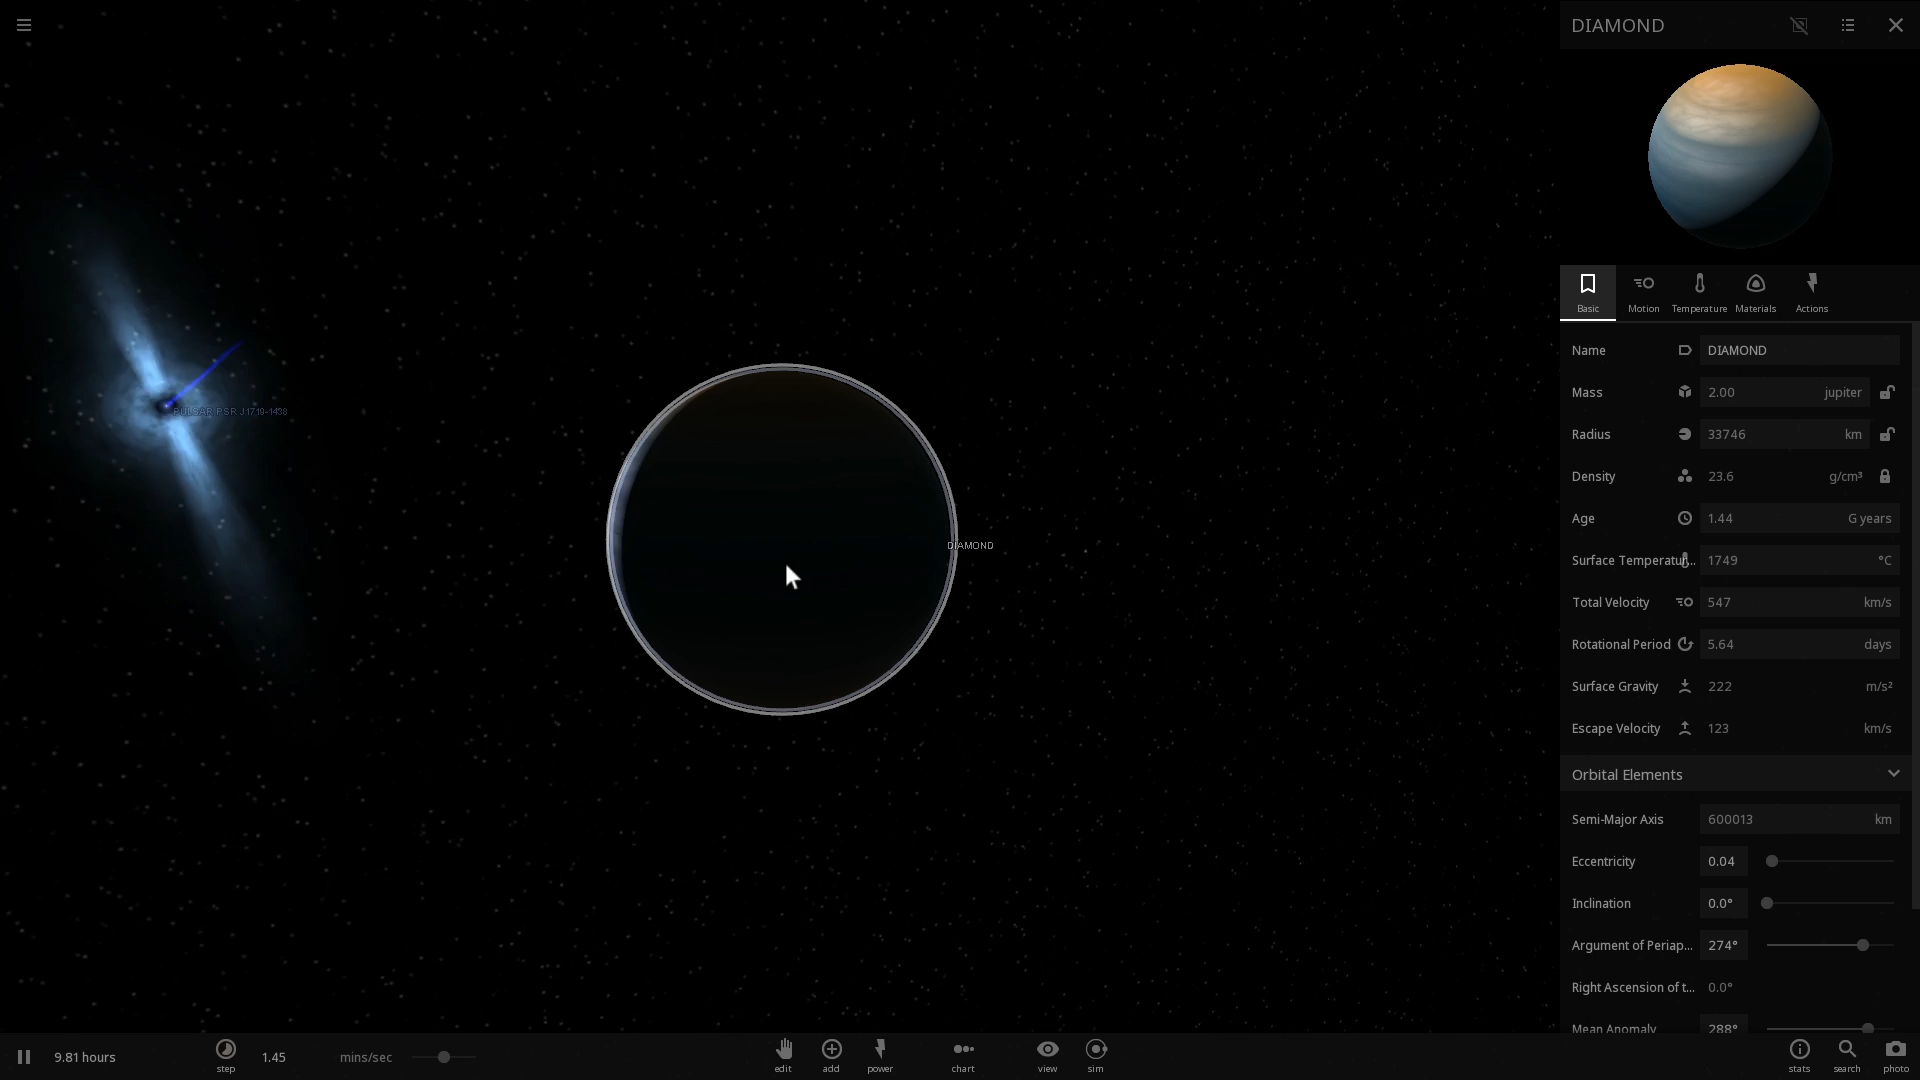 DIAMOND
Basic
Motion
Temperature
Materials
Actions
Name DIAMOND
Mass 2.00 jupiter
Radius 33746 km
Density 23.6 g/cm³
Age 1.44 G years
Surface Temperatur... 1749 °C
Total Velocity 547 km/s
Rotational Period 5.64 days
Surface Gravity 222 m/s²
Escape Velocity 123 km/s
Orbital Elements
Semi-Major Axis 600013 km
Eccentricity 0.04
Inclination 0.0°
Argument of Periap... 274°
Right Ascension of t... 0.0°
Mean Anomaly 288°
PULSAR PSR J1719-1438
DIAMOND
9.81 hours
step
1.45 mins/sec
edit
add
power
chart
view
sim
stats
search
photo